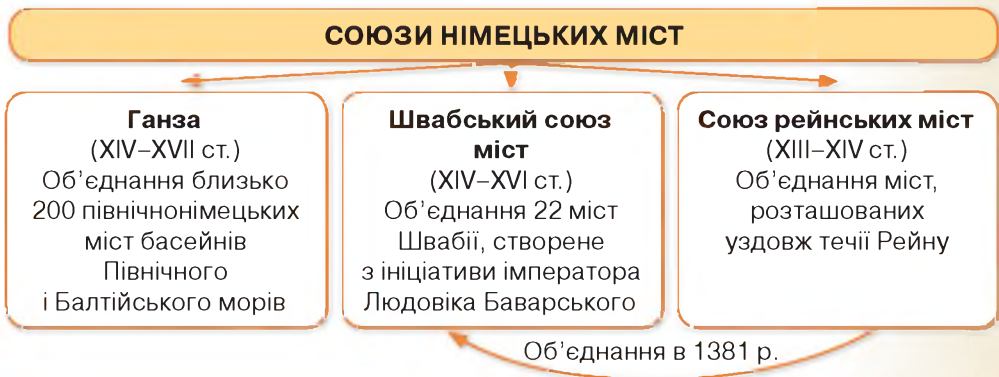 СОЮЗИ НІМЕЦЬКИХ МІСТ
Ганза
(XIV–XVII ст.)
Об’єднання близько
200 північнонімецьких
міст басейнів
Північного
і Балтійського морів
Швабський союз
міст
(XIV–XVI ст.)
Об’єднання 22 міст
Швабії, створене
з ініціативи імператора
Людовіка Баварського
Союз рейнських міст
(XIII–XIV ст.)
Об’єднання міст,
розташованих
уздовж течії Рейну
Об’єднання в 1381 р.